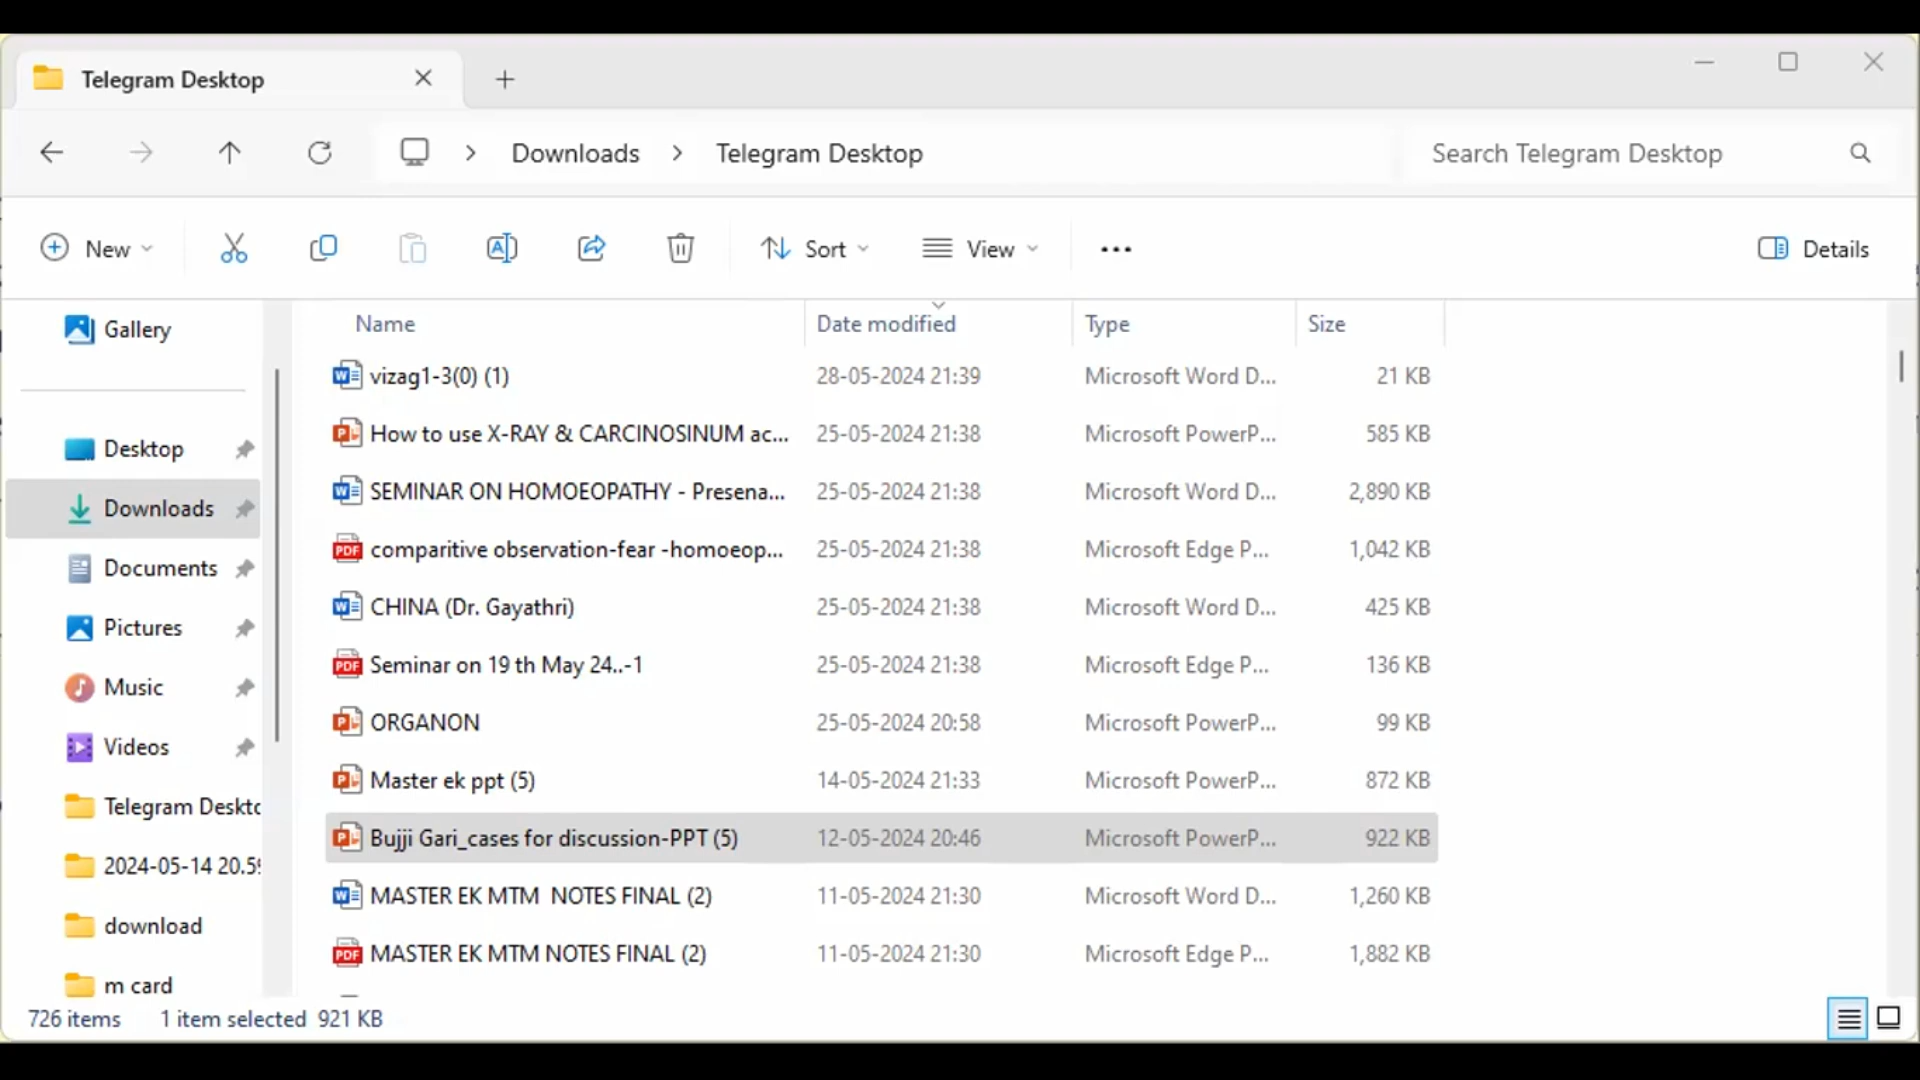 Telegram Desktop
Downloads > Telegram Desktop
Search Telegram Desktop
New
Sort
View
Details
Gallery
Desktop
Downloads
Documents
Pictures
Music
Videos
Telegram Deskto
2024-05-14 20.59
download
m card
Name Date modified Type Size
vizag1-3(0) (1) 28-05-2024 21:39 Microsoft Word D... 21 KB
How to use X-RAY & CARCINOSINUM ac... 25-05-2024 21:38 Microsoft PowerP... 585 KB
SEMINAR ON HOMOEOPATHY - Presena... 25-05-2024 21:38 Microsoft Word D... 2,890 KB
comparitive observation-fear -homoeop... 25-05-2024 21:38 Microsoft Edge P... 1,042 KB
CHINA (Dr. Gayathri) 25-05-2024 21:38 Microsoft Word D... 425 KB
Seminar on 19 th May 24..-1 25-05-2024 21:38 Microsoft Edge P... 136 KB
ORGANON 25-05-2024 20:58 Microsoft PowerP... 99 KB
Master ek ppt (5) 14-05-2024 21:33 Microsoft PowerP... 872 KB
Bujji Gari_cases for discussion-PPT (5) 12-05-2024 20:46 Microsoft PowerP... 922 KB
MASTER EK MTM  NOTES FINAL (2) 11-05-2024 21:30 Microsoft Word D... 1,260 KB
MASTER EK MTM NOTES FINAL (2) 11-05-2024 21:30 Microsoft Edge P... 1,882 KB
726 items 1 item selected 921 KB